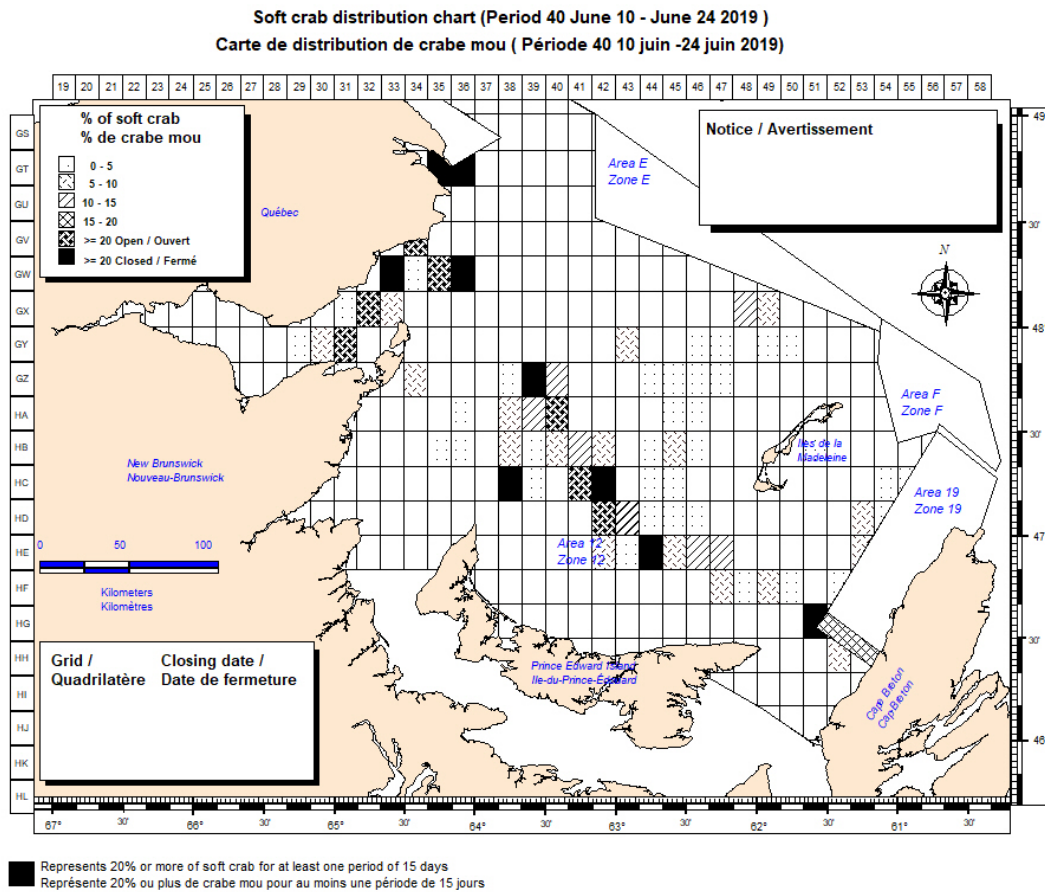 Soft crab distribution chart (Period 40 June 10 - June 24 2019 )
Carte de distribution de crabe mou ( Période 40 10 juin -24 juin 2019)
19 20 21 22 23 24 25 26 27 28 29 30 31 32 33 34 35 36 37 38 39 40 41 42 43 44 45 46 47 48 49 50 51 52 53 54 55 56 57 58
% of soft crab
% de crabe mou
0 - 5
5 - 10
10 - 15
15 - 20
>= 20 Open / Ouvert
>= 20 Closed / Fermé
Notice / Avertissement
GS
GT
GU
GV
GW
GX
GY
GZ
HA
HB
HC
HD
HE
HF
HG
HH
HI
HJ
HK
HL
49
30'
48
30'
47
30'
46
Area E
Zone E
Québec
N
Area F
Zone F
Iles de la
Madeleine
New Brunswick
Nouveau-Brunswick
Area 19
Zone 19
Area 12
Zone 12
0 50 100
Kilometers
Kilomètres
Grid / Closing date /
Quadrilatère Date de fermeture
Prince Edward Island
Ile-du-Prince-Édouard
Cape Breton
Cap-Breton
67° 30' 66° 30' 65° 30' 64° 30' 63° 30' 62° 30' 61° 30'
Represents 20% or more of soft crab for at least one period of 15 days
Représente 20% ou plus de crabe mou pour au moins une période de 15 jours